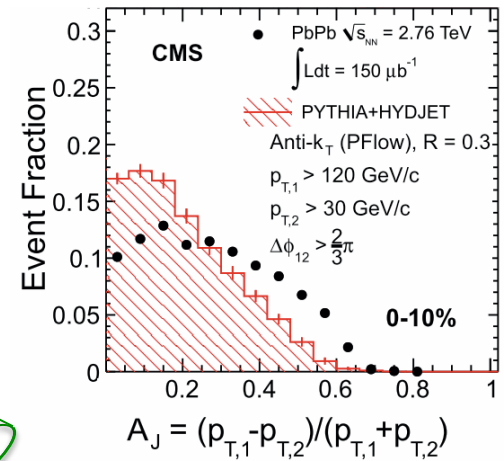 0.3
0.25
0.2
0.15
0.1
0.05
0
Event Fraction
CMS
PbPb √s_NN = 2.76 TeV
∫Ldt = 150 μb⁻¹
PYTHIA+HYDJET
Anti-k_T (PFlow), R = 0.3
p_T,1 > 120 GeV/c
p_T,2 > 30 GeV/c
Δϕ₁₂ > 2/3π
0-10%
0.2 0.4 0.6 0.8 1
A_J = (p_T,1-p_T,2)/(p_T,1+p_T,2)